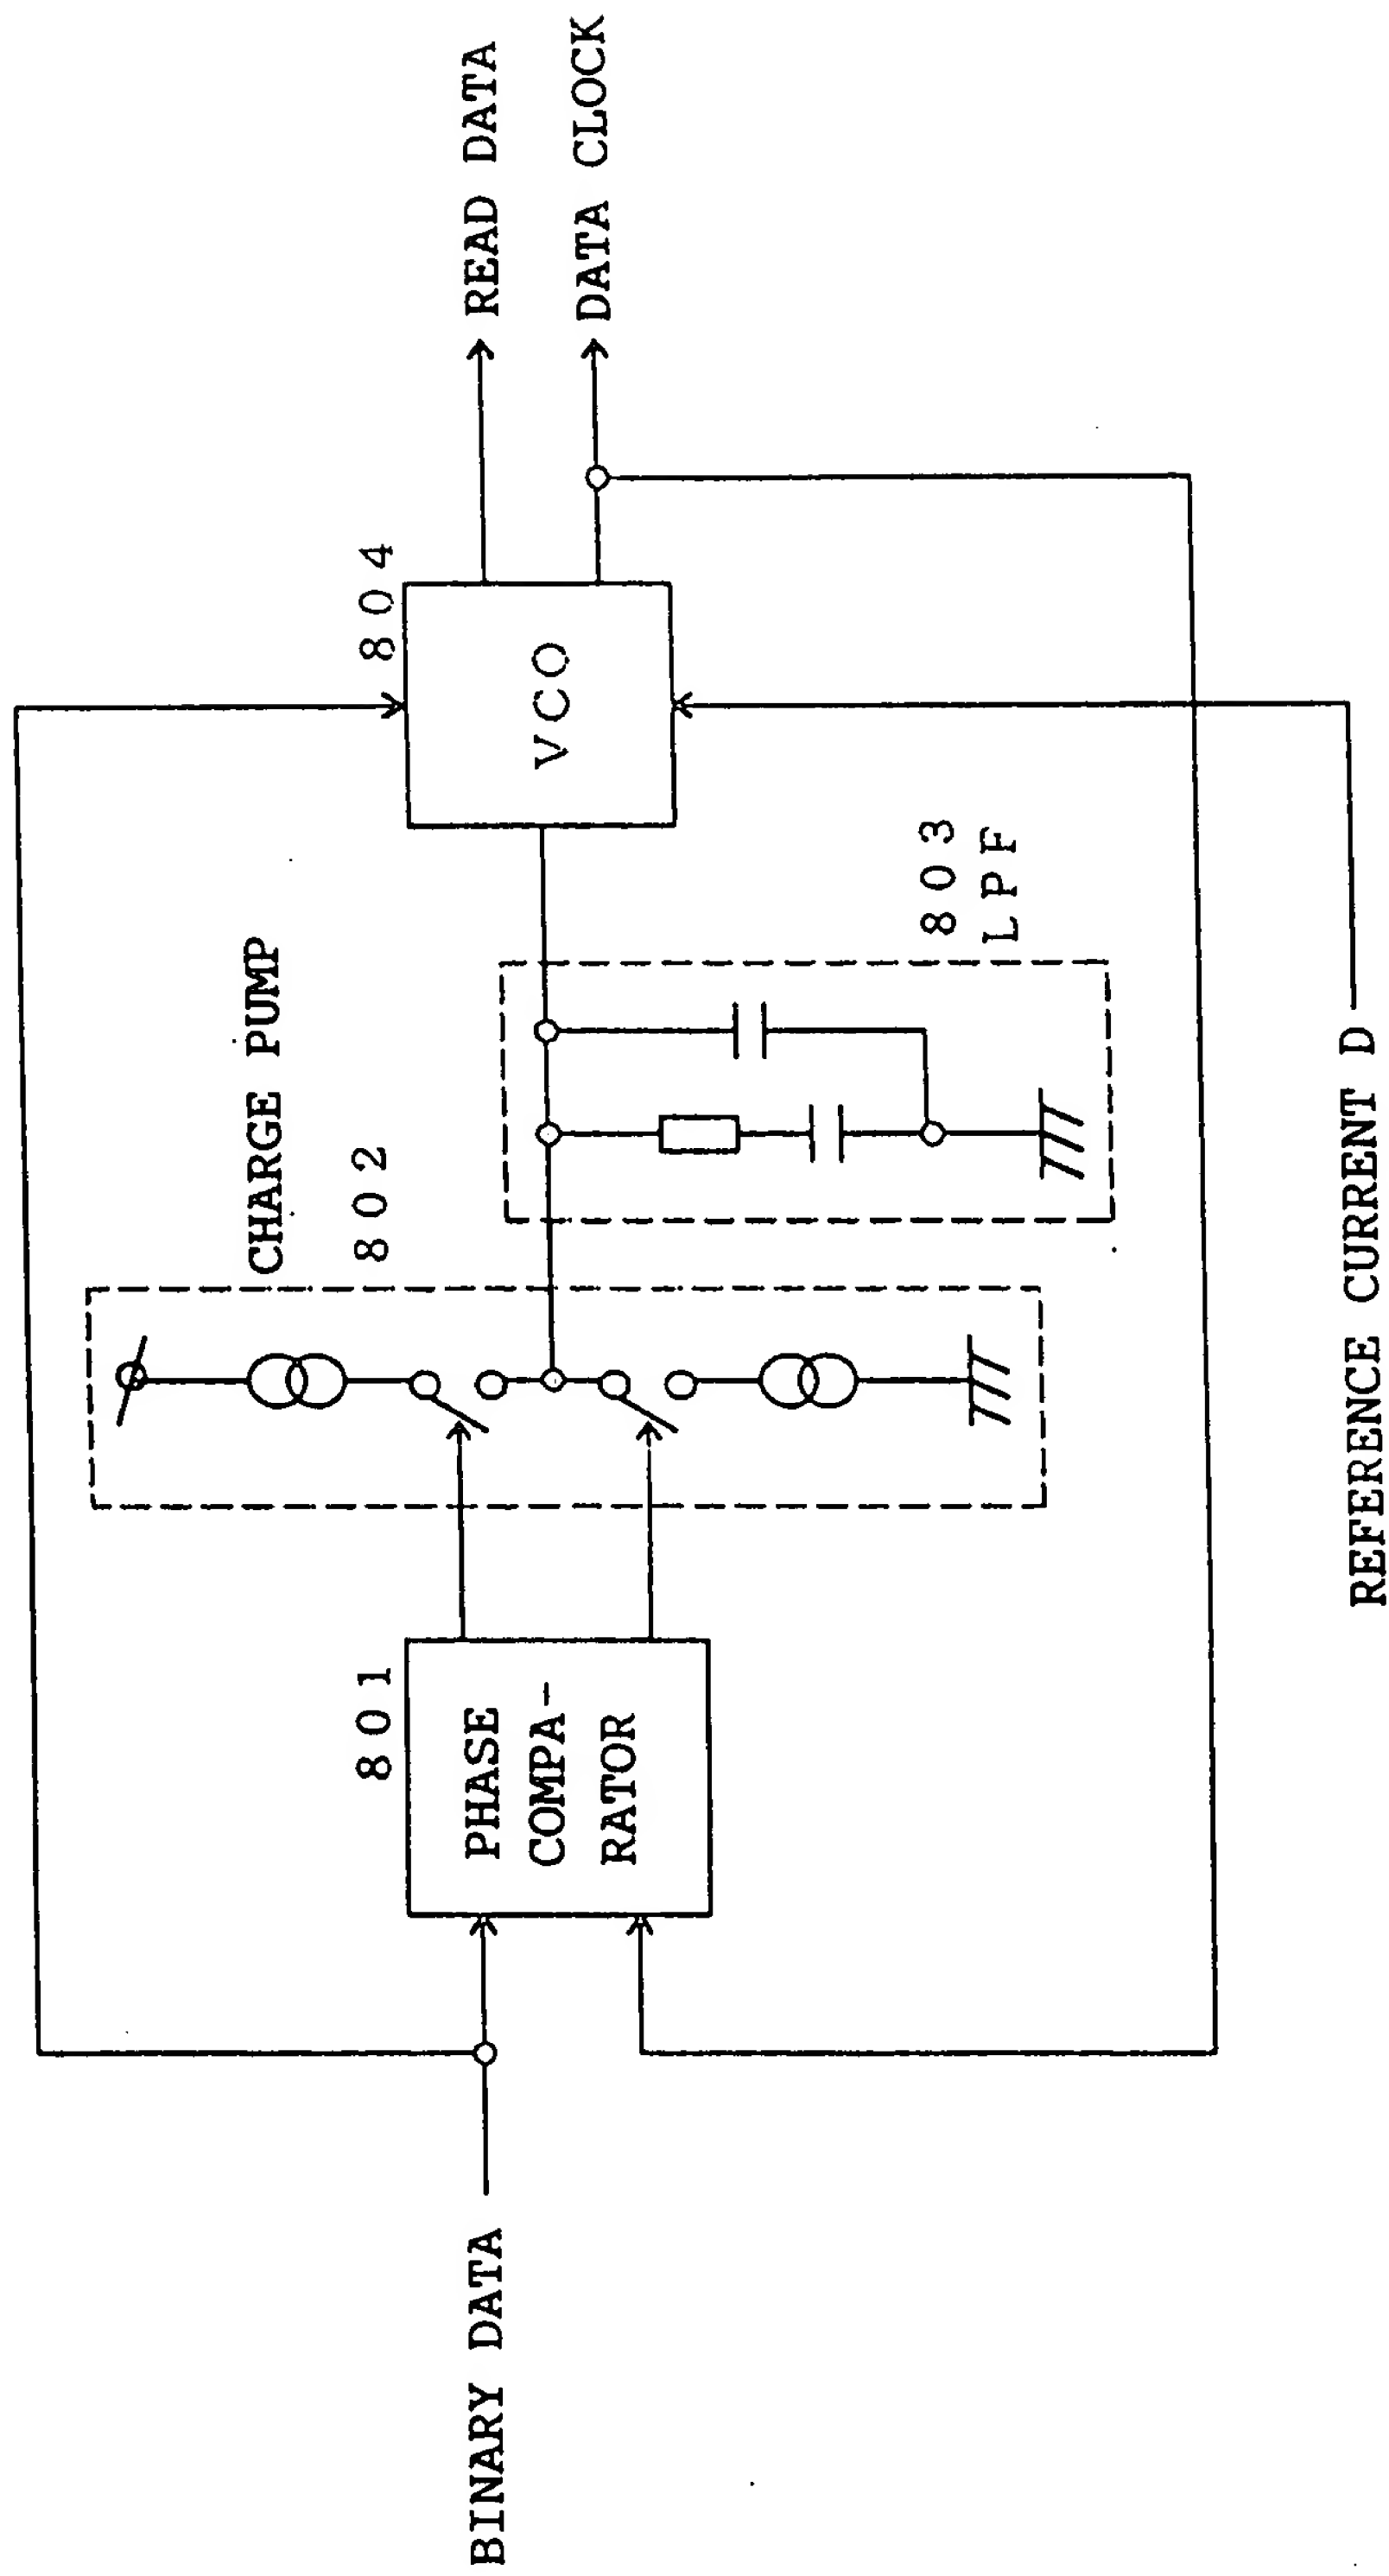 BINARY DATA
801
PHASE
COMPA-
RATOR
CHARGE PUMP
802
803
LPF
804
VCO
READ DATA
DATA CLOCK
REFERENCE CURRENT D